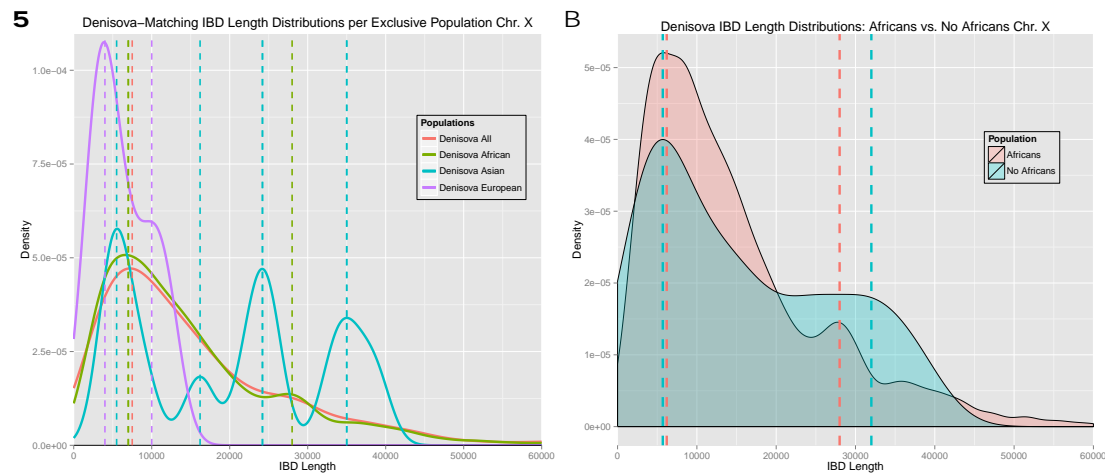 5
Denisova−Matching IBD Length Distributions per Exclusive Population Chr. X
1.0e−04
7.5e−05
5.0e−05
2.5e−05
0.0e+00
Density
Populations
Denisova All
Denisova African
Denisova Asian
Denisova European
0
10000
20000
30000
40000
50000
60000
IBD Length
B
Denisova IBD Length Distributions: Africans vs. No Africans Chr. X
5e−05
4e−05
3e−05
2e−05
1e−05
0e+00
Density
Population
Africans
No Africans
0
10000
20000
30000
40000
50000
60000
IBD Length